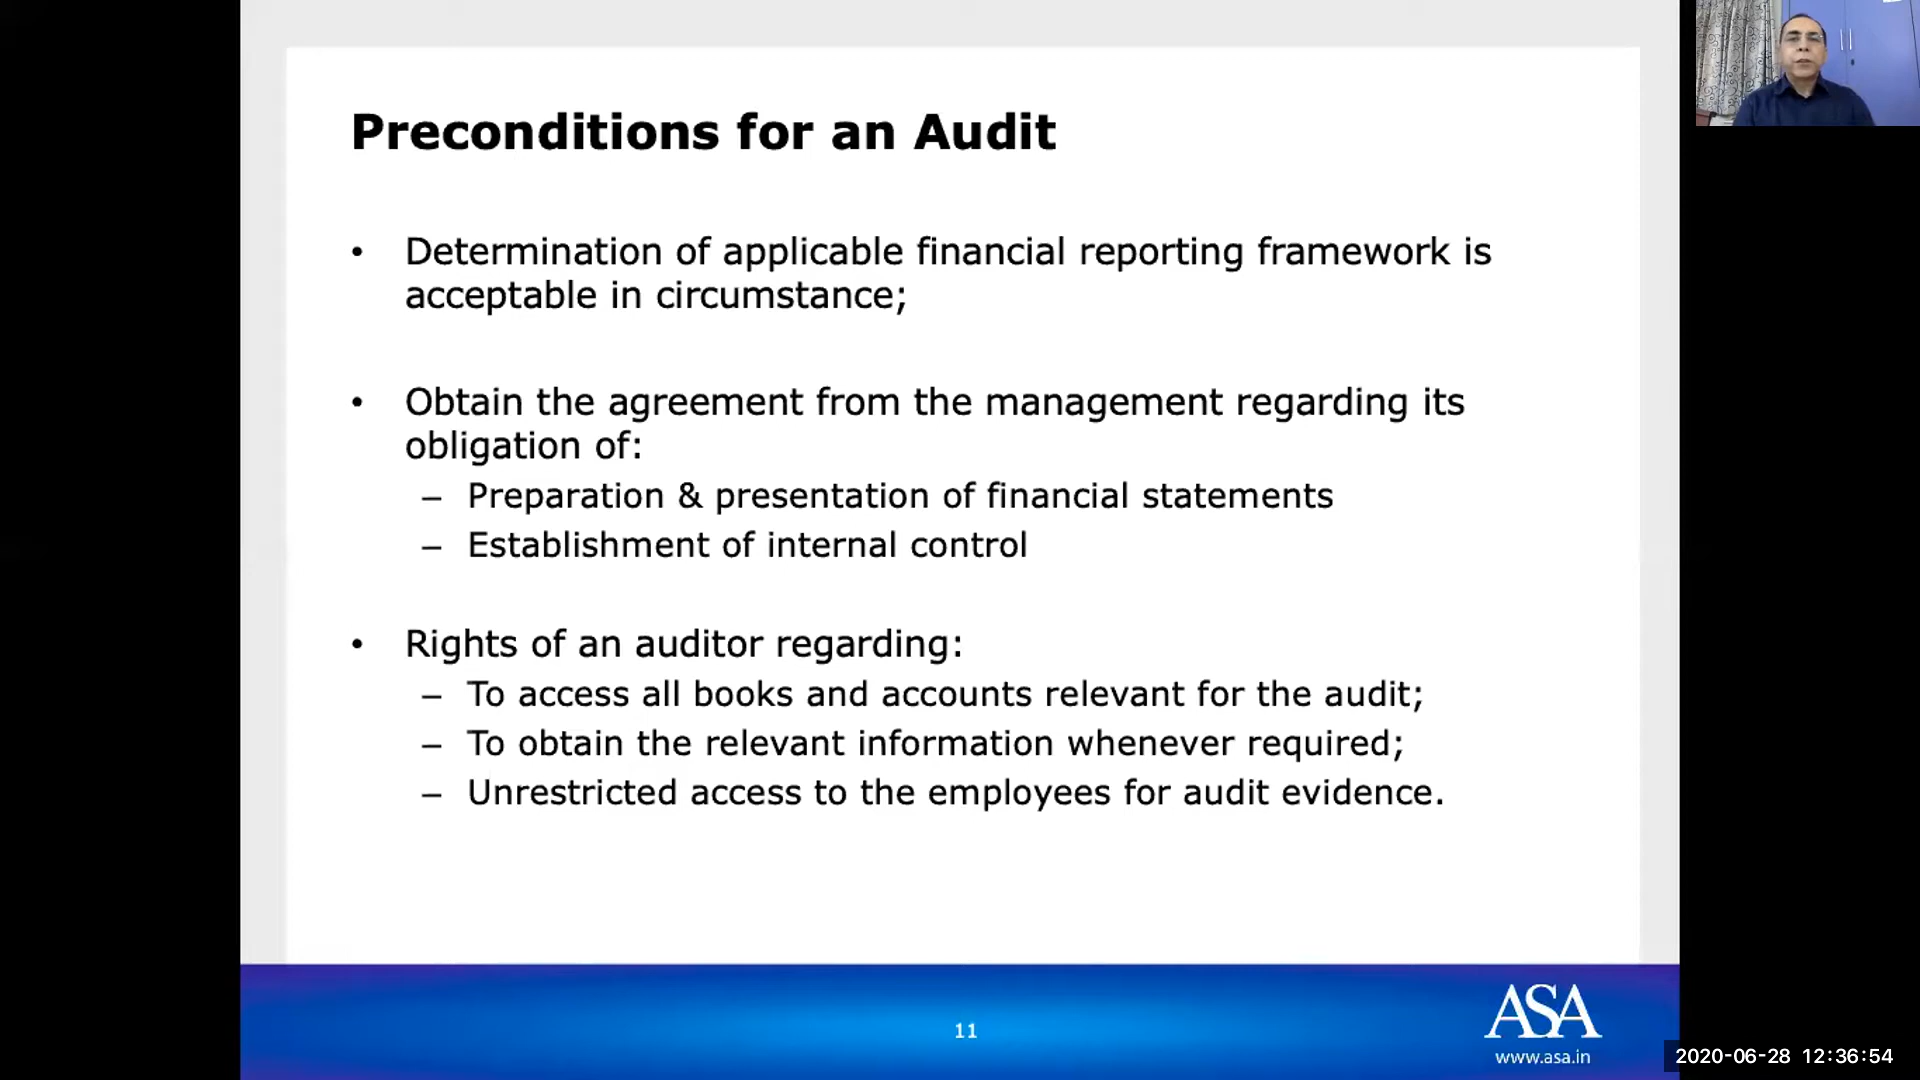 Preconditions for an Audit
• Determination of applicable financial reporting framework is
acceptable in circumstance;
• Obtain the agreement from the management regarding its
obligation of:
– Preparation & presentation of financial statements
– Establishment of internal control
• Rights of an auditor regarding:
– To access all books and accounts relevant for the audit;
– To obtain the relevant information whenever required;
– Unrestricted access to the employees for audit evidence.
11
ASA
www.asa.in
2020-06-28 12:36:54